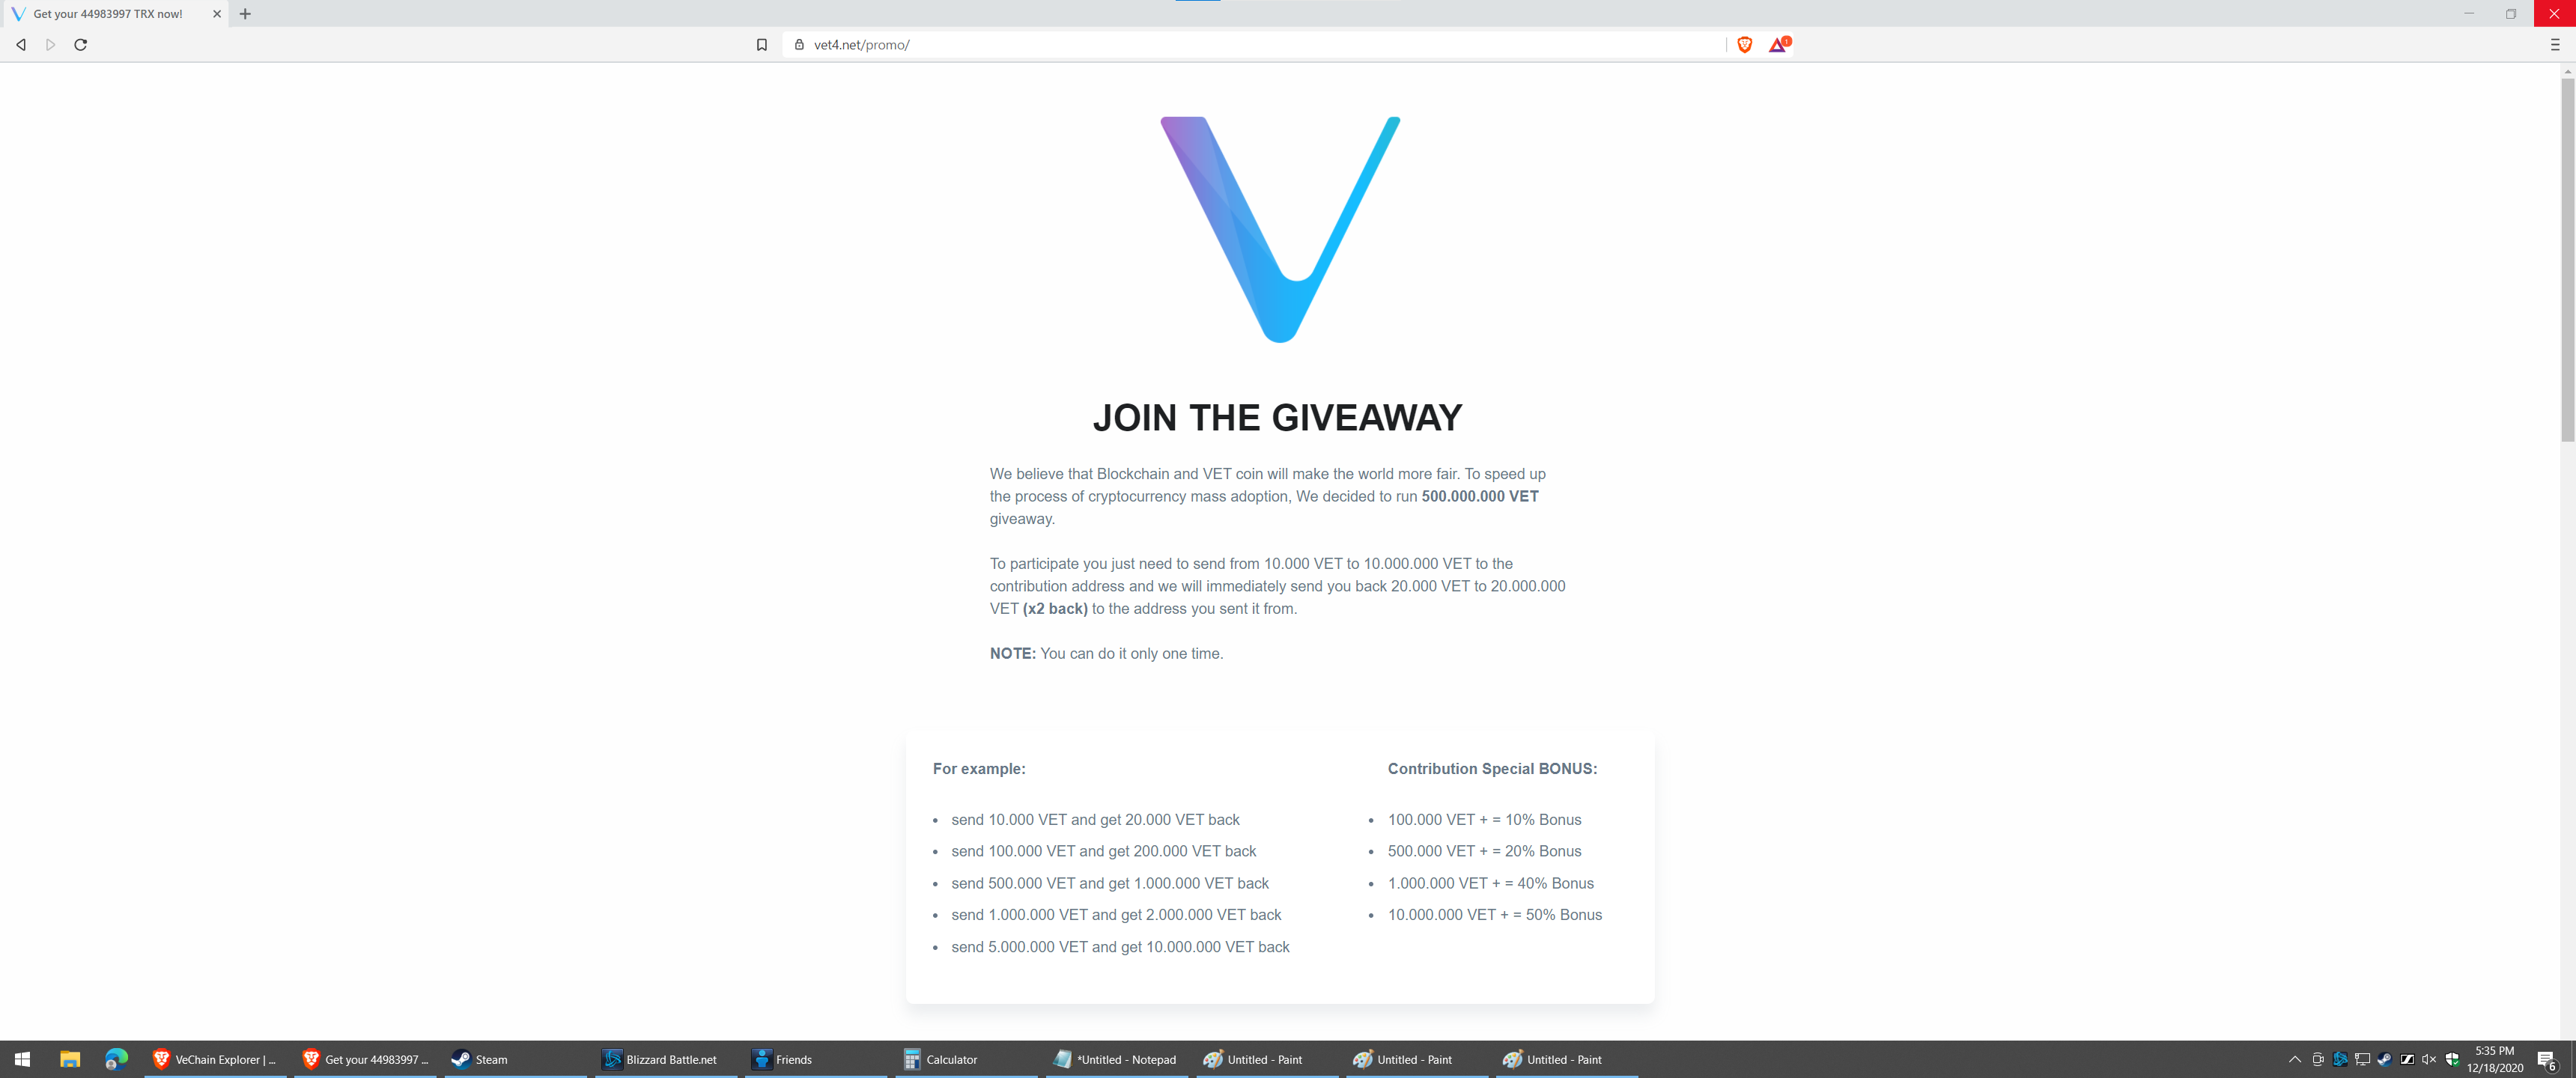 Get your 44983997 TRX now!
vet4.net/promo/
1
JOIN THE GIVEAWAY
We believe that Blockchain and VET coin will make the world more fair. To speed up
the process of cryptocurrency mass adoption, We decided to run 500.000.000 VET
giveaway.
To participate you just need to send from 10.000 VET to 10.000.000 VET to the
contribution address and we will immediately send you back 20.000 VET to 20.000.000
VET (x2 back) to the address you sent it from.
NOTE: You can do it only one time.
For example:
send 10.000 VET and get 20.000 VET back
send 100.000 VET and get 200.000 VET back
send 500.000 VET and get 1.000.000 VET back
send 1.000.000 VET and get 2.000.000 VET back
send 5.000.000 VET and get 10.000.000 VET back
Contribution Special BONUS:
100.000 VET + = 10% Bonus
500.000 VET + = 20% Bonus
1.000.000 VET + = 40% Bonus
10.000.000 VET + = 50% Bonus
VeChain Explorer | ...
Get your 44983997 ...
Steam
Blizzard Battle.net
Friends
Calculator
*Untitled - Notepad
Untitled - Paint
Untitled - Paint
Untitled - Paint
5:35 PM
12/18/2020
6